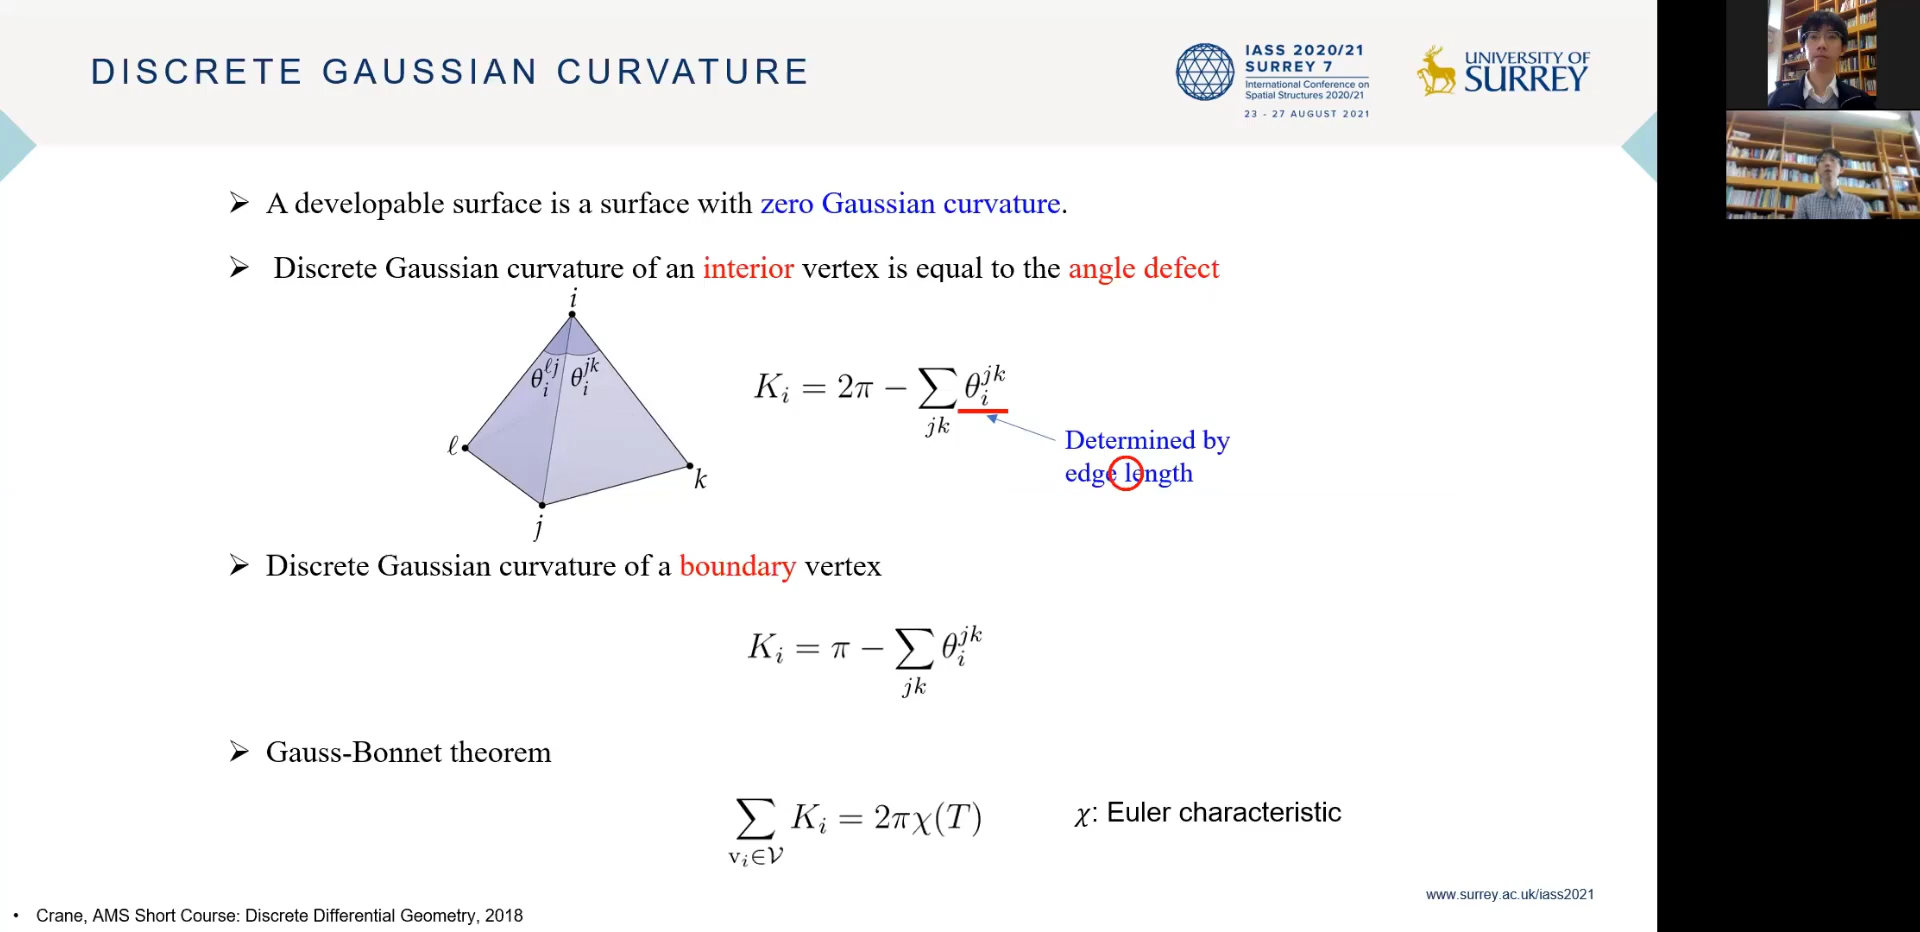 DISCRETE GAUSSIAN CURVATURE
IASS 2020/21
SURREY 7
International Conference on
Spatial Structures 2020/21
23 - 27 AUGUST 2021
UNIVERSITY OF
SURREY
➢ A developable surface is a surface with zero Gaussian curvature.
➢ Discrete Gaussian curvature of an interior vertex is equal to the angle defect
i
θ_i^{ℓj} θ_i^{jk}
ℓ
k
j
K_i = 2π − ∑_{jk} θ_i^{jk}
Determined by
edge length
➢ Discrete Gaussian curvature of a boundary vertex
K_i = π − ∑_{jk} θ_i^{jk}
➢ Gauss-Bonnet theorem
∑_{v_i∈𝒱} K_i = 2πχ(T)
χ: Euler characteristic
www.surrey.ac.uk/iass2021
• Crane, AMS Short Course: Discrete Differential Geometry, 2018